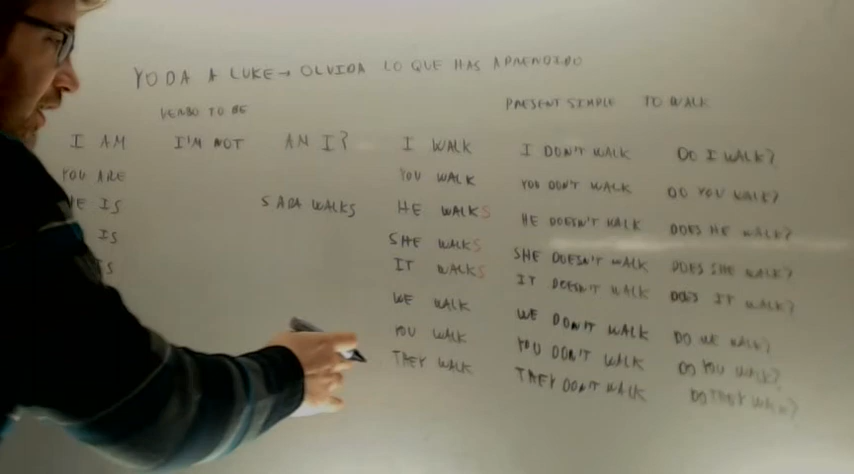 YODA A LUKE → OLVIDA LO QUE HAS APRENDIDO
VERBO TO BE
PRESENT SIMPLE TO WALK
I AM I'M NOT AM I? I WALK I DON'T WALK DO I WALK?
YOU ARE YOU WALK YOU DON'T WALK DO YOU WALK?
HE IS SARA WALKS HE WALKS HE DOESN'T WALK DOES HE WALK?
IS SHE WALKS SHE DOESN'T WALK DOES SHE WALK?
IS IT WALKS IT DOESN'T WALK DOES IT WALK?
WE WALK WE DON'T WALK DO WE WALK?
YOU WALK YOU DON'T WALK DO YOU WALK?
THEY WALK THEY DON'T WALK DO THEY WALK?